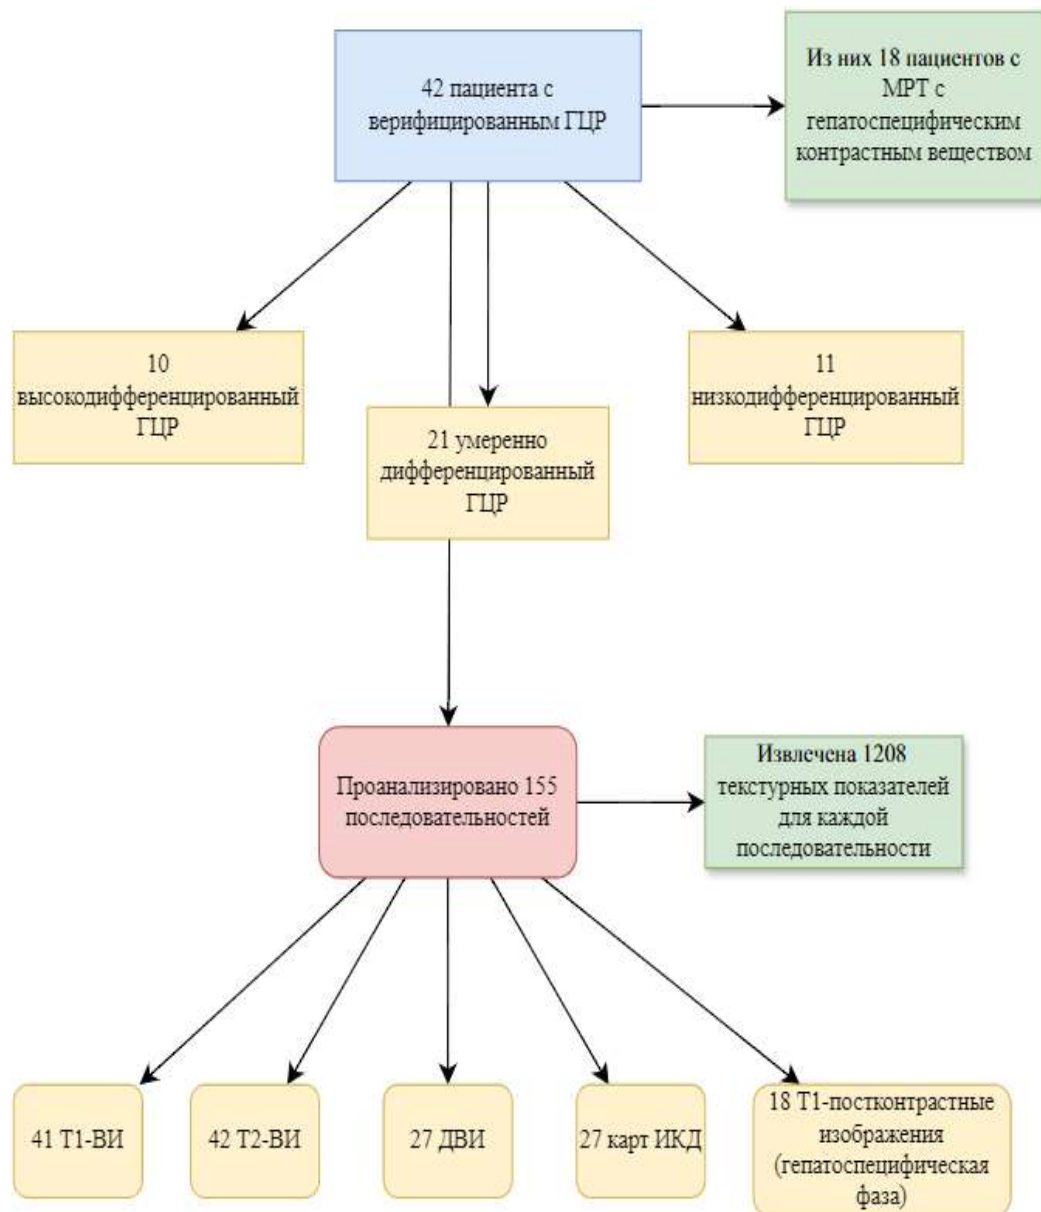 42 пациента с
верифицированным ГЦР
Из них 18 пациентов с
МРТ с
гепатоспецифическим
контрастным веществом
10
высокодифференцированный
ГЦР
21 умеренно
дифференцированный
ГЦР
11
низкодифференцированный
ГЦР
Проанализировано 155
последовательностей
Извлечена 1208
текстурных показателей
для каждой
последовательности
41 Т1-ВИ
42 Т2-ВИ
27 ДВИ
27 карт ИКД
18 Т1-постконтрастные
изображения
(гепатоспецифическая
фаза)